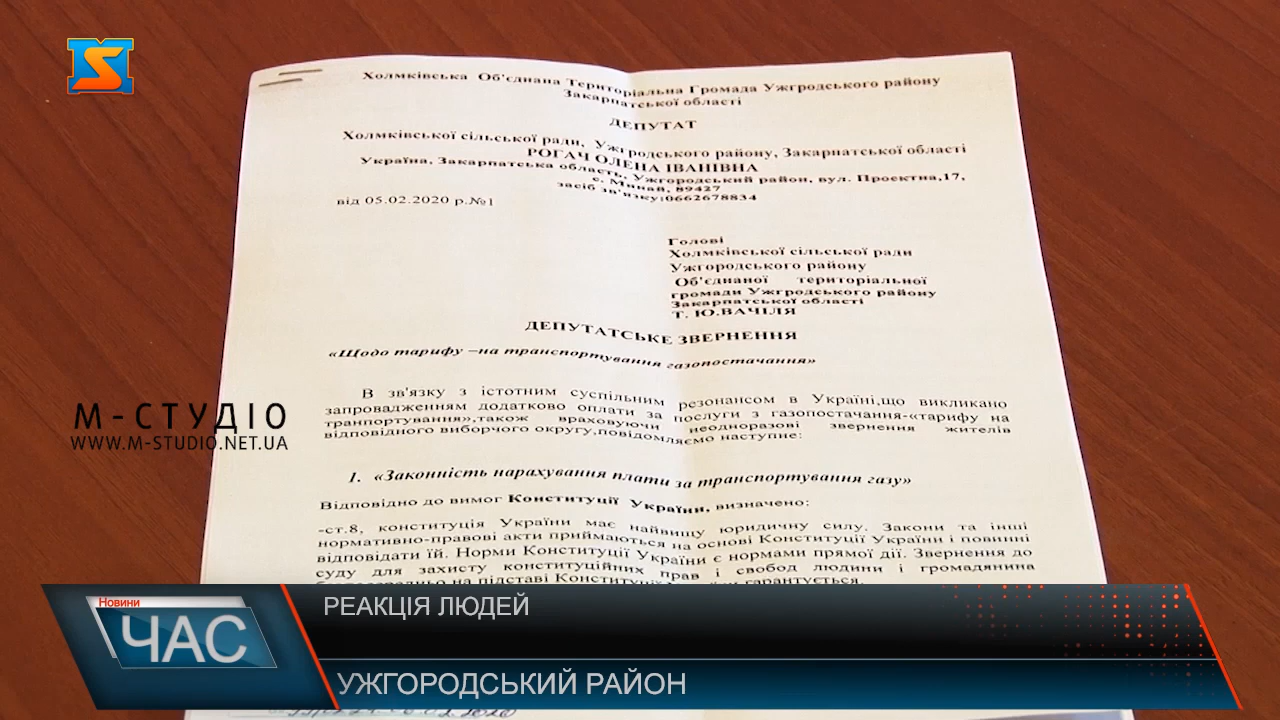 Холмківська Об'єднана Територіальна Громада Ужгродського району
Закарпатської області
ДЕПУТАТ
Холмківської сільської ради, Ужгродського району, Закарпатської області
РОГАЧ ОЛЕНА ІВАНІВНА
Україна, Закарпатська область, Ужгородський район, вул. Проектна,17,
с. Минай, 89427
засіб зв'язку:0662678834
від 05.02.2020 р.№1
Голові
Холмківської сільської ради
Ужгородського району
Об'єднаної територіальної
громади Ужгродського району
Закарпатської області
Т. Ю.ВАЧІЛЯ
ДЕПУТАТСЬКЕ ЗВЕРНЕННЯ
«Щодо тарифу –на транспортування газопостачання»
В зв'язку з істотним суспільним резонансом в Україні,що викликано
запровадженням додатково оплати за послуги з газопостачання-«тарифу на
транпортування»,також враховуючи неодноразові звернення жителів
відповідного виборчого округу,повідомляємо наступне:
1. «Законність нарахування плати за транспортування газу»
Відповідно до вимог Конституції України, визначено:
-ст.8, конституція України має найвищу юридичну силу. Закони та інші
нормативно-правові акти приймаються на основі Конституції України і повинні
відповідати їй. Норми Конституції України є нормами прямої дії. Звернення до
суду для захисту конституційних прав і свобод людини і громадянина
на підставі Конституції гарантується.
М-СТУДІО
WWW.M-STUDIO.NET.UA
Новини
ЧАС
РЕАКЦІЯ ЛЮДЕЙ
УЖГОРОДСЬКИЙ РАЙОН